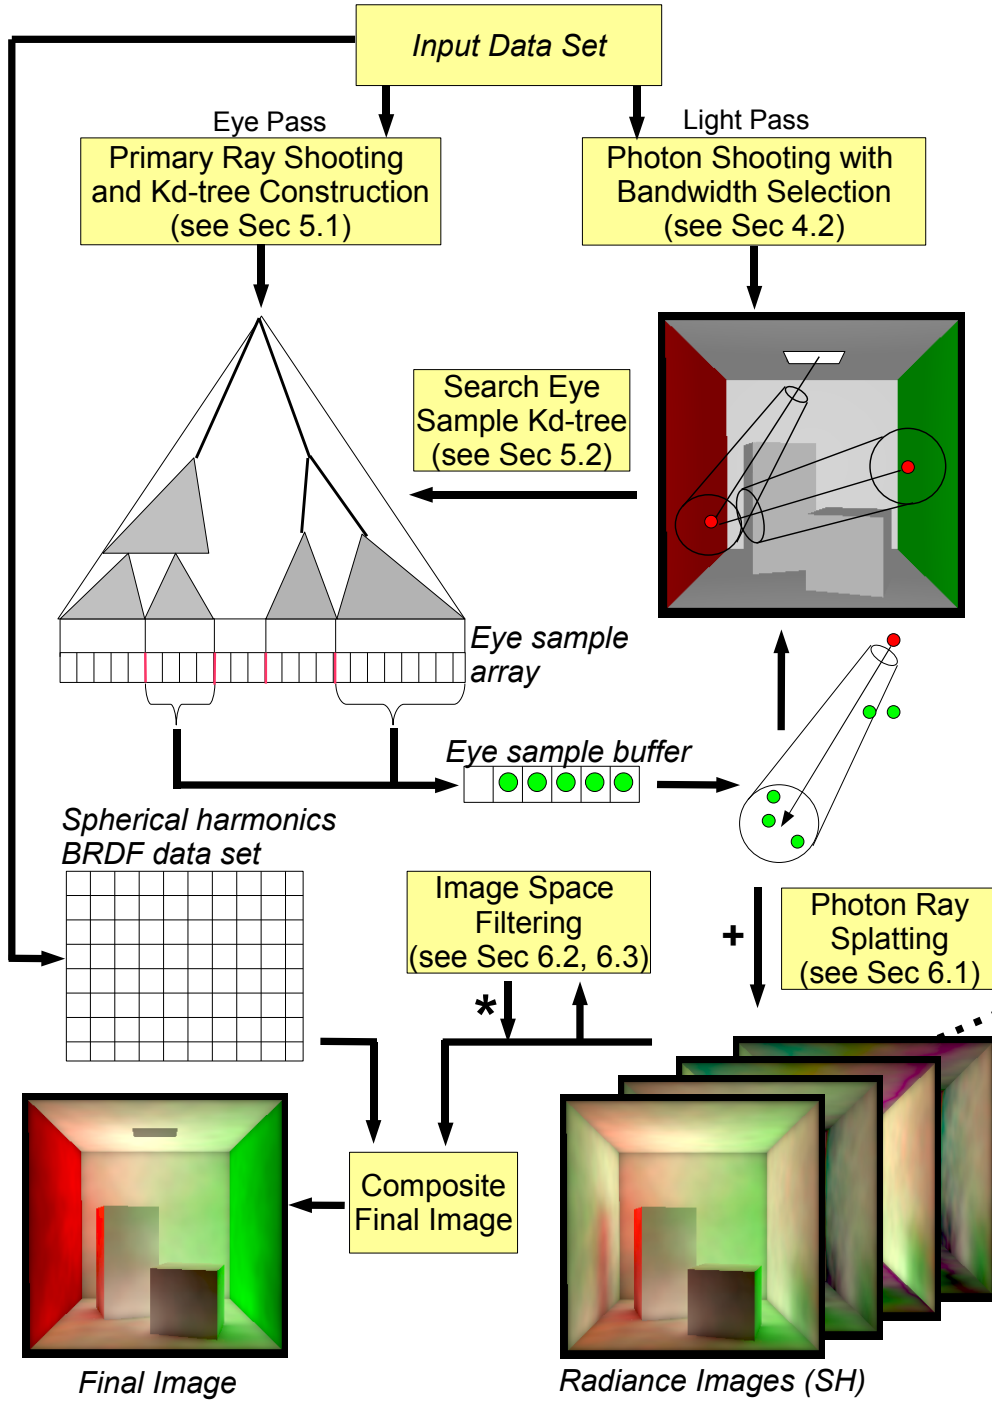 Input Data Set
Eye Pass
Light Pass
Primary Ray Shooting
and Kd-tree Construction
(see Sec 5.1)
Photon Shooting with
Bandwidth Selection
(see Sec 4.2)
Search Eye
Sample Kd-tree
(see Sec 5.2)
Eye sample
array
Eye sample buffer
Spherical harmonics
BRDF data set
Image Space
Filtering
(see Sec 6.2, 6.3)
*
+
Photon Ray
Splatting
(see Sec 6.1)
Composite
Final Image
Final Image
Radiance Images (SH)